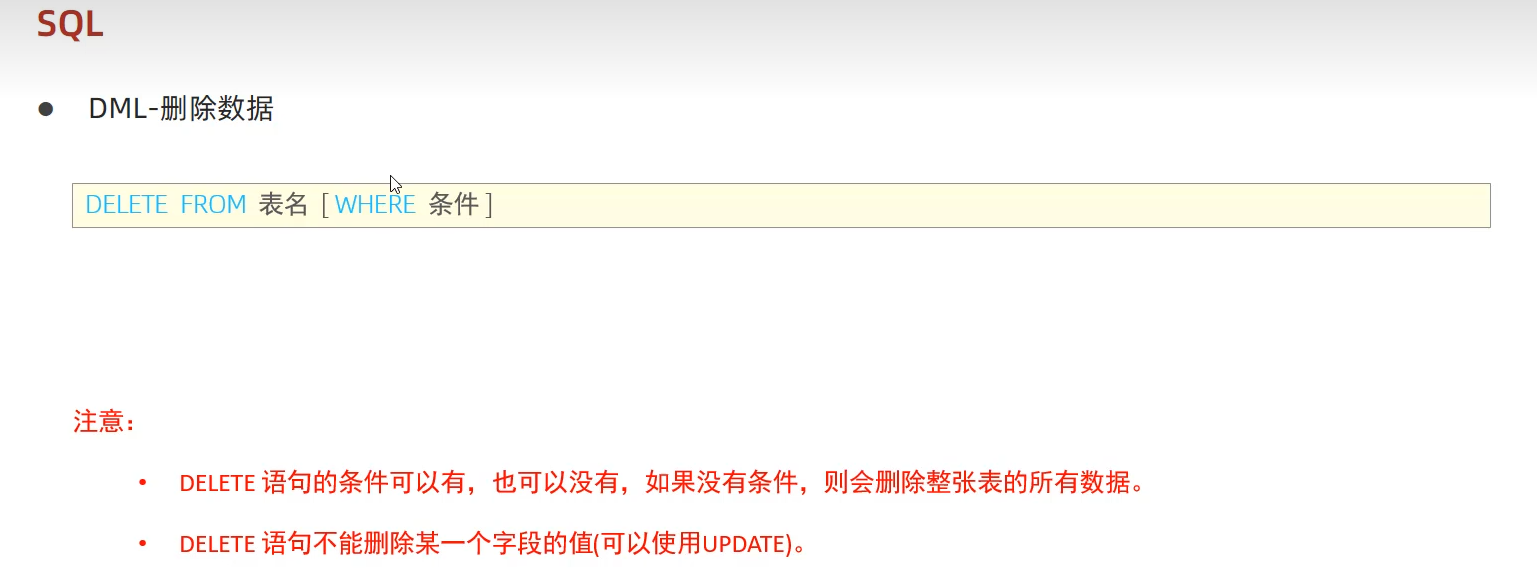 SQL
DML-删除数据
DELETE FROM 表名 [ WHERE 条件 ]
注意：
DELETE 语句的条件可以有，也可以没有，如果没有条件，则会删除整张表的所有数据。
DELETE 语句不能删除某一个字段的值(可以使用UPDATE)。